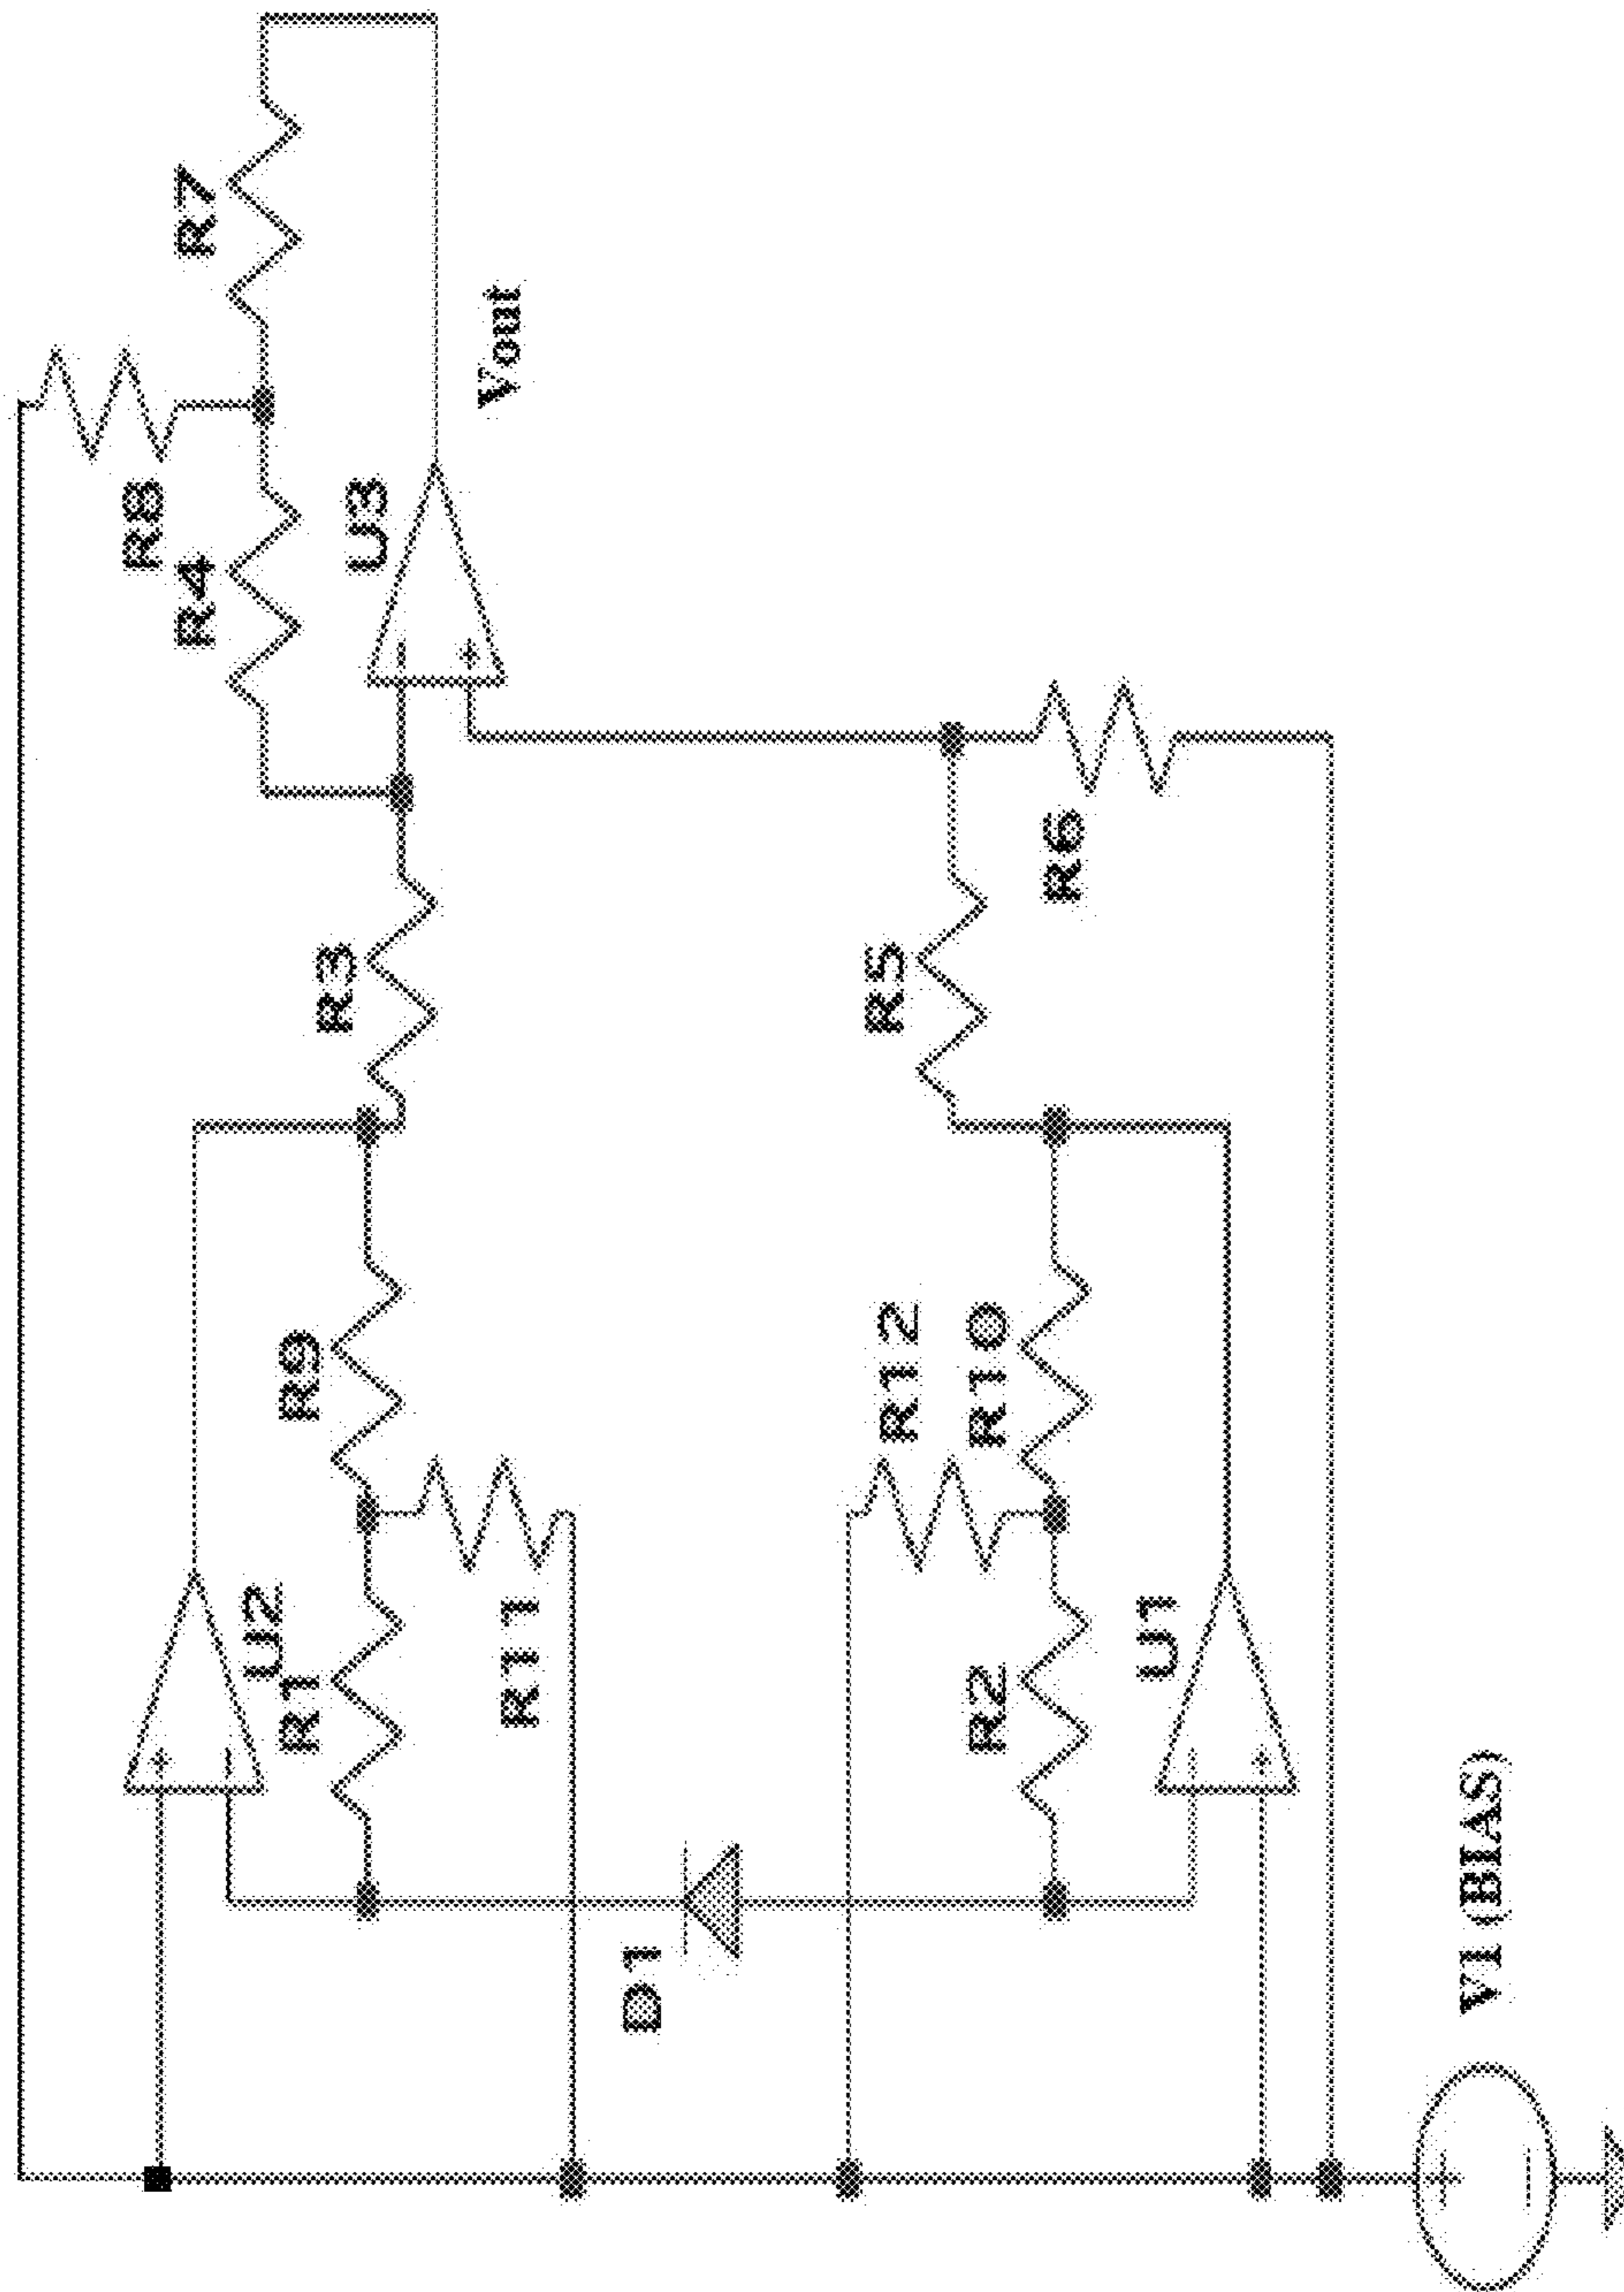 R7
R8
R4
U3
Vout
R3
R5
R6
R9
R12
R10
U2
R1
R11
R2
U1
D1
V1 (BIAS)